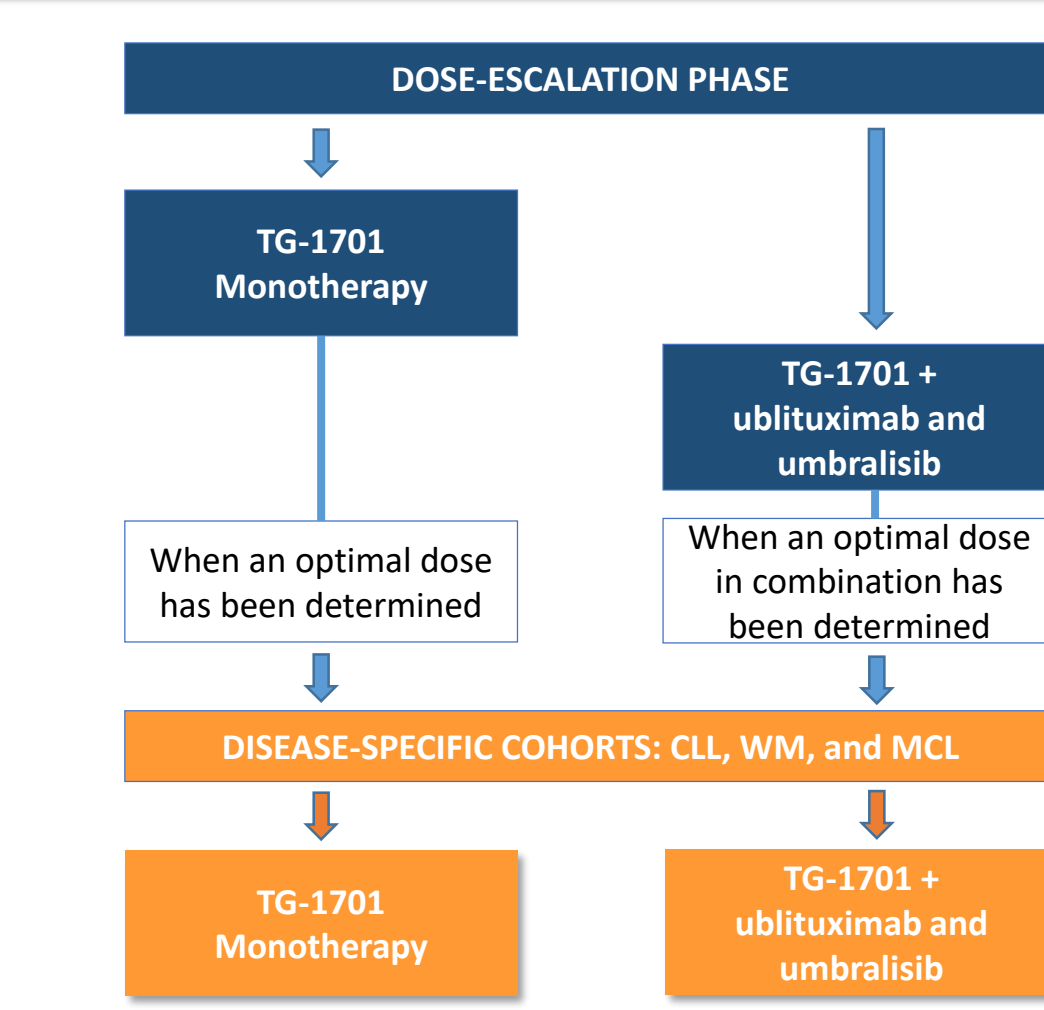 DOSE-ESCALATION PHASE
TG-1701
Monotherapy
TG-1701 +
ublituximab and
umbralisib
When an optimal dose
has been determined
When an optimal dose
in combination has
been determined
DISEASE-SPECIFIC COHORTS: CLL, WM, and MCL
TG-1701
Monotherapy
TG-1701 +
ublituximab and
umbralisib